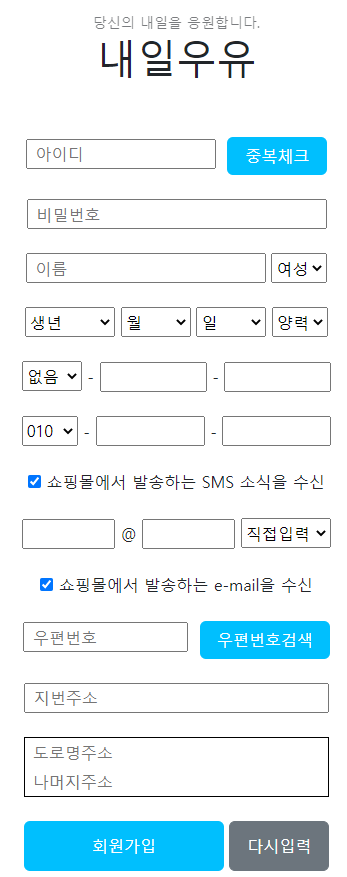 당신의 내일을 응원합니다.
내일우유
아이디 중복체크
비밀번호
이름 여성
생년 월 일 양력
없음 - -
010 - -
쇼핑몰에서 발송하는 SMS 소식을 수신
@ 직접입력
쇼핑몰에서 발송하는 e-mail을 수신
우편번호 우편번호검색
지번주소
도로명주소
나머지주소
회원가입 다시입력